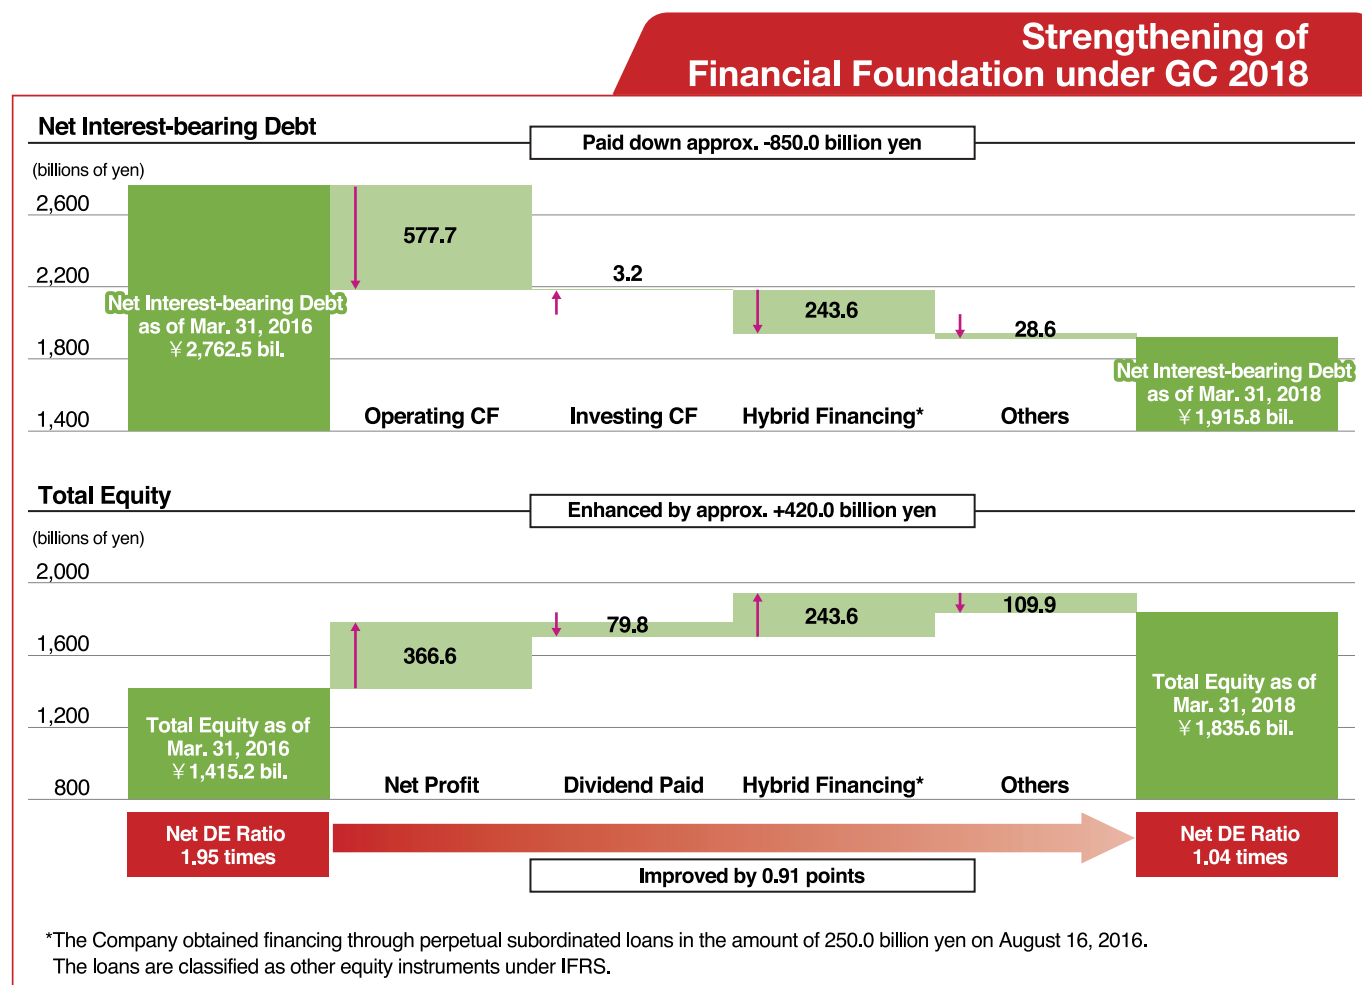 Strengthening of
Financial Foundation under GC 2018
Net Interest-bearing Debt
Paid down approx. -850.0 billion yen
(billions of yen)
2,600
2,200
1,800
1,400
Net Interest-bearing Debt
as of Mar. 31, 2016
¥ 2,762.5 bil.
577.7
Operating CF
3.2
Investing CF
243.6
Hybrid Financing*
28.6
Others
Net Interest-bearing Debt
as of Mar. 31, 2018
¥ 1,915.8 bil.
Total Equity
Enhanced by approx. +420.0 billion yen
(billions of yen)
2,000
1,600
1,200
800
Total Equity as of
Mar. 31, 2016
¥ 1,415.2 bil.
366.6
Net Profit
79.8
Dividend Paid
243.6
Hybrid Financing*
109.9
Others
Total Equity as of
Mar. 31, 2018
¥ 1,835.6 bil.
Net DE Ratio
1.95 times
Improved by 0.91 points
Net DE Ratio
1.04 times
*The Company obtained financing through perpetual subordinated loans in the amount of 250.0 billion yen on August 16, 2016.
The loans are classified as other equity instruments under IFRS.